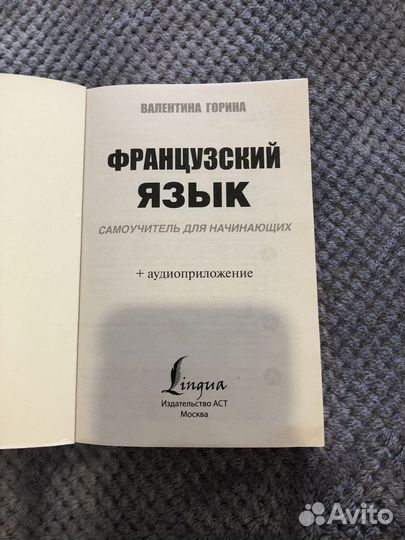 ВАЛЕНТИНА ГОРИНА
ФРАНЦУЗСКИЙ
ЯЗЫК
САМОУЧИТЕЛЬ ДЛЯ НАЧИНАЮЩИХ
+ аудиоприложение
Lingua
Издательство АСТ
Москва
Avito